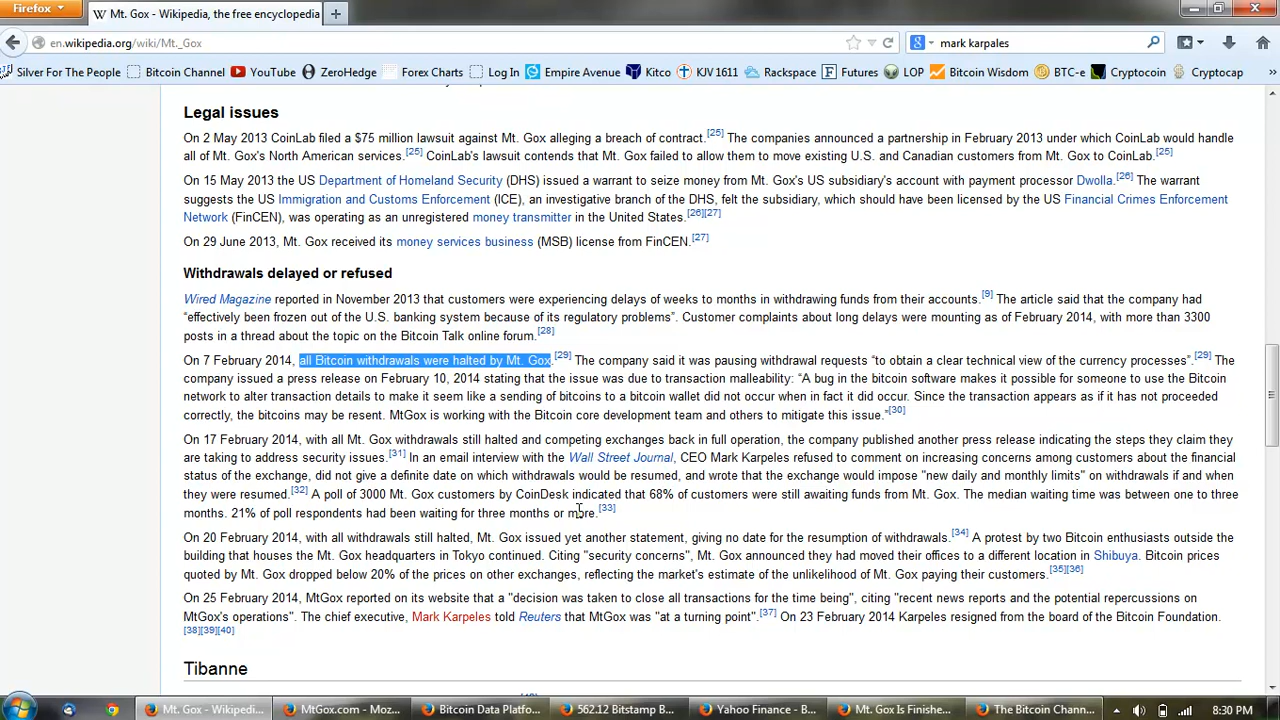 Firefox
Mt. Gox - Wikipedia, the free encyclopedia
en.wikipedia.org/wiki/Mt._Gox
mark karpales
Silver For The People Bitcoin Channel YouTube ZeroHedge Forex Charts Log In Empire Avenue Kitco KJV 1611 Rackspace Futures LOP Bitcoin Wisdom BTC-e Cryptocoin Cryptocap
Legal issues
On 2 May 2013 CoinLab filed a $75 million lawsuit against Mt. Gox alleging a breach of contract.[25] The companies announced a partnership in February 2013 under which CoinLab would handle
all of Mt. Gox's North American services.[25] CoinLab's lawsuit contends that Mt. Gox failed to allow them to move existing U.S. and Canadian customers from Mt. Gox to CoinLab.[25]
On 15 May 2013 the US Department of Homeland Security (DHS) issued a warrant to seize money from Mt. Gox's US subsidiary's account with payment processor Dwolla.[26] The warrant
suggests the US Immigration and Customs Enforcement (ICE), an investigative branch of the DHS, felt the subsidiary, which should have been licensed by the US Financial Crimes Enforcement
Network (FinCEN), was operating as an unregistered money transmitter in the United States.[26][27]
On 29 June 2013, Mt. Gox received its money services business (MSB) license from FinCEN.[27]
Withdrawals delayed or refused
Wired Magazine reported in November 2013 that customers were experiencing delays of weeks to months in withdrawing funds from their accounts.[9] The article said that the company had
“effectively been frozen out of the U.S. banking system because of its regulatory problems”. Customer complaints about long delays were mounting as of February 2014, with more than 3300
posts in a thread about the topic on the Bitcoin Talk online forum.[28]
On 7 February 2014, all Bitcoin withdrawals were halted by Mt. Gox.[29] The company said it was pausing withdrawal requests “to obtain a clear technical view of the currency processes”.[29] The
company issued a press release on February 10, 2014 stating that the issue was due to transaction malleability: “A bug in the bitcoin software makes it possible for someone to use the Bitcoin
network to alter transaction details to make it seem like a sending of bitcoins to a bitcoin wallet did not occur when in fact it did occur. Since the transaction appears as if it has not proceeded
correctly, the bitcoins may be resent. MtGox is working with the Bitcoin core development team and others to mitigate this issue.”[30]
On 17 February 2014, with all Mt. Gox withdrawals still halted and competing exchanges back in full operation, the company published another press release indicating the steps they claim they
are taking to address security issues.[31] In an email interview with the Wall Street Journal, CEO Mark Karpeles refused to comment on increasing concerns among customers about the financial
status of the exchange, did not give a definite date on which withdrawals would be resumed, and wrote that the exchange would impose "new daily and monthly limits" on withdrawals if and when
they were resumed.[32] A poll of 3000 Mt. Gox customers by CoinDesk indicated that 68% of customers were still awaiting funds from Mt. Gox. The median waiting time was between one to three
months. 21% of poll respondents had been waiting for three months or more.[33]
On 20 February 2014, with all withdrawals still halted, Mt. Gox issued yet another statement, giving no date for the resumption of withdrawals.[34] A protest by two Bitcoin enthusiasts outside the
building that houses the Mt. Gox headquarters in Tokyo continued. Citing "security concerns", Mt. Gox announced they had moved their offices to a different location in Shibuya. Bitcoin prices
quoted by Mt. Gox dropped below 20% of the prices on other exchanges, reflecting the market's estimate of the unlikelihood of Mt. Gox paying their customers.[35][36]
On 25 February 2014, MtGox reported on its website that a "decision was taken to close all transactions for the time being", citing "recent news reports and the potential repercussions on
MtGox's operations". The chief executive, Mark Karpeles told Reuters that MtGox was "at a turning point".[37] On 23 February 2014 Karpeles resigned from the board of the Bitcoin Foundation.
[38][39][40]
Tibanne
Mt. Gox - Wikipedi... MtGox.com - Moz... Bitcoin Data Platfo... 562.12 Bitstamp B... Yahoo Finance - B... Mt. Gox Is Finishe... The Bitcoin Chann... 8:30 PM